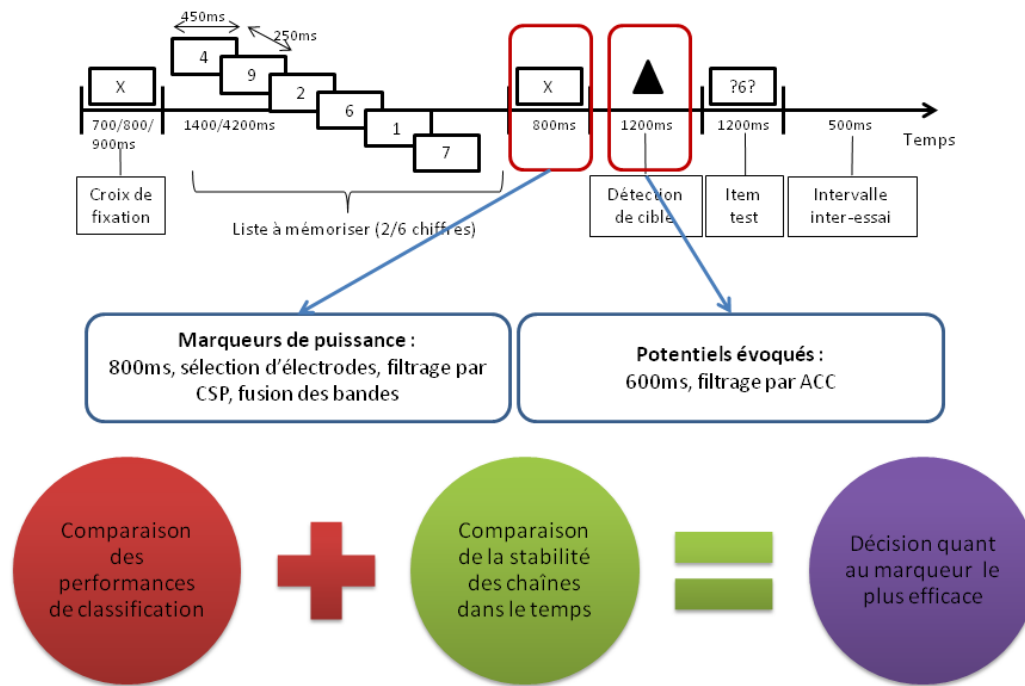 450ms
250ms
4
9
2
6
1
7
X
X
?6?
700/800/
900ms
1400/4200ms
800ms
1200ms
1200ms
500ms
Temps
Croix de
fixation
Liste à mémoriser (2/6 chiffres)
Détection
de cible
Item
test
Intervalle
inter-essai
Marqueurs de puissance :
800ms, sélection d'électrodes, filtrage par
CSP, fusion des bandes
Potentiels évoqués :
600ms, filtrage par ACC
Comparaison
des
performances
de classification
Comparaison
de la stabilité
des chaînes
dans le temps
Décision quant
au marqueur le
plus efficace